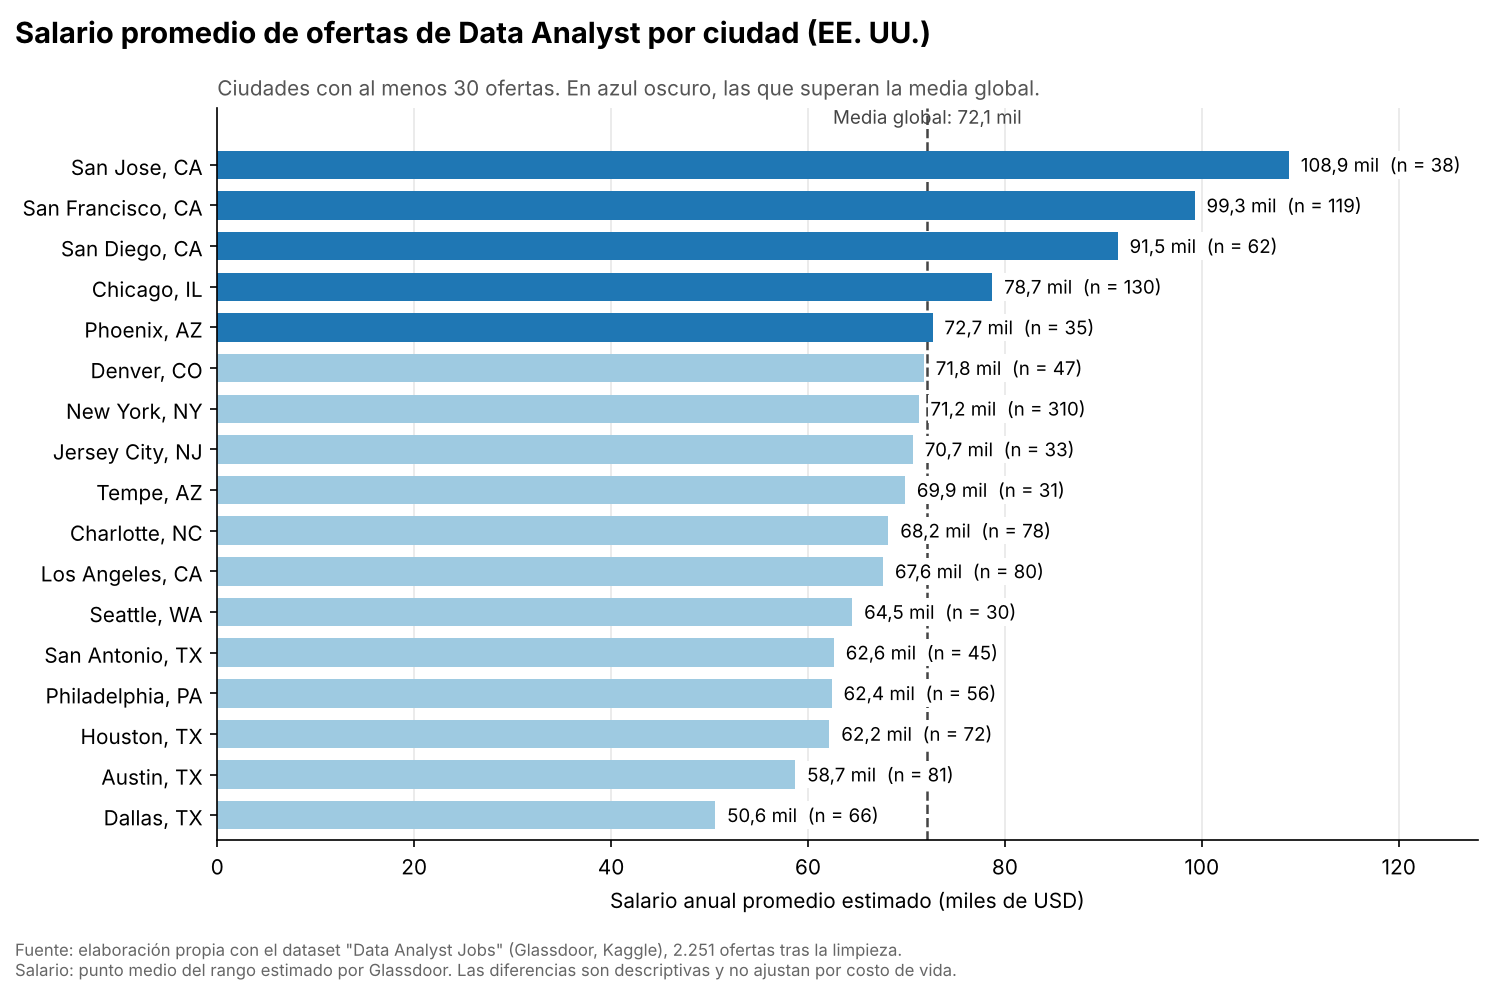 Salario promedio de ofertas de Data Analyst por ciudad (EE. UU.)
Ciudades con al menos 30 ofertas. En azul oscuro, las que superan la media global.
Media global: 72,1 mil
San Jose, CA 108,9 mil (n = 38)
San Francisco, CA 99,3 mil (n = 119)
San Diego, CA 91,5 mil (n = 62)
Chicago, IL 78,7 mil (n = 130)
Phoenix, AZ 72,7 mil (n = 35)
Denver, CO 71,8 mil (n = 47)
New York, NY 71,2 mil (n = 310)
Jersey City, NJ 70,7 mil (n = 33)
Tempe, AZ 69,9 mil (n = 31)
Charlotte, NC 68,2 mil (n = 78)
Los Angeles, CA 67,6 mil (n = 80)
Seattle, WA 64,5 mil (n = 30)
San Antonio, TX 62,6 mil (n = 45)
Philadelphia, PA 62,4 mil (n = 56)
Houston, TX 62,2 mil (n = 72)
Austin, TX 58,7 mil (n = 81)
Dallas, TX 50,6 mil (n = 66)
0 20 40 60 80 100 120
Salario anual promedio estimado (miles de USD)
Fuente: elaboración propia con el dataset "Data Analyst Jobs" (Glassdoor, Kaggle), 2.251 ofertas tras la limpieza.
Salario: punto medio del rango estimado por Glassdoor. Las diferencias son descriptivas y no ajustan por costo de vida.